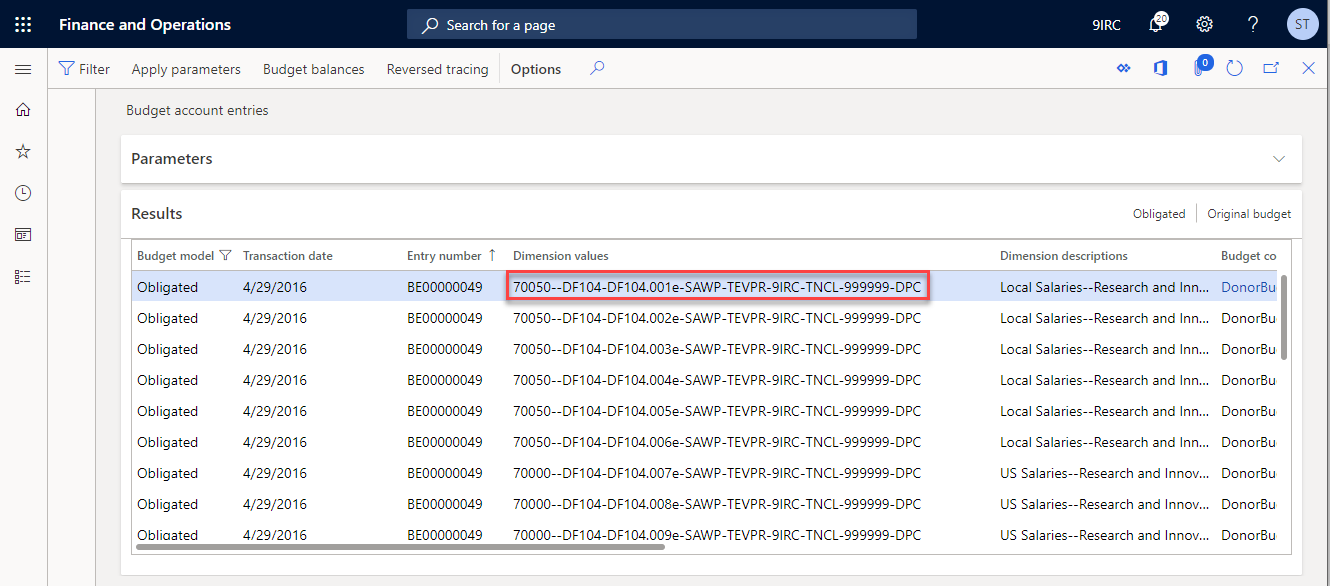 Finance and Operations Search for a page 9IRC 20 ? ST
Filter Apply parameters Budget balances Reversed tracing Options 0
Budget account entries
Parameters
Results Obligated Original budget
Budget model Transaction date Entry number ↑ Dimension values Dimension descriptions Budget co
Obligated 4/29/2016 BE00000049 70050--DF104-DF104.001e-SAWP-TEVPR-9IRC-TNCL-999999-DPC Local Salaries--Research and Inn... DonorBu
Obligated 4/29/2016 BE00000049 70050--DF104-DF104.002e-SAWP-TEVPR-9IRC-TNCL-999999-DPC Local Salaries--Research and Inn... DonorBu
Obligated 4/29/2016 BE00000049 70050--DF104-DF104.003e-SAWP-TEVPR-9IRC-TNCL-999999-DPC Local Salaries--Research and Inn... DonorBu
Obligated 4/29/2016 BE00000049 70050--DF104-DF104.004e-SAWP-TEVPR-9IRC-TNCL-999999-DPC Local Salaries--Research and Inn... DonorBu
Obligated 4/29/2016 BE00000049 70050--DF104-DF104.005e-SAWP-TEVPR-9IRC-TNCL-999999-DPC Local Salaries--Research and Inn... DonorBu
Obligated 4/29/2016 BE00000049 70050--DF104-DF104.006e-SAWP-TEVPR-9IRC-TNCL-999999-DPC Local Salaries--Research and Inn... DonorBu
Obligated 4/29/2016 BE00000049 70000--DF104-DF104.007e-SAWP-TEVPR-9IRC-TNCL-999999-DPC US Salaries--Research and Innov... DonorBu
Obligated 4/29/2016 BE00000049 70000--DF104-DF104.008e-SAWP-TEVPR-9IRC-TNCL-999999-DPC US Salaries--Research and Innov... DonorBu
Obligated 4/29/2016 BE00000049 70000--DF104-DF104.009e-SAWP-TEVPR-9IRC-TNCL-999999-DPC US Salaries--Research and Innov... DonorBu